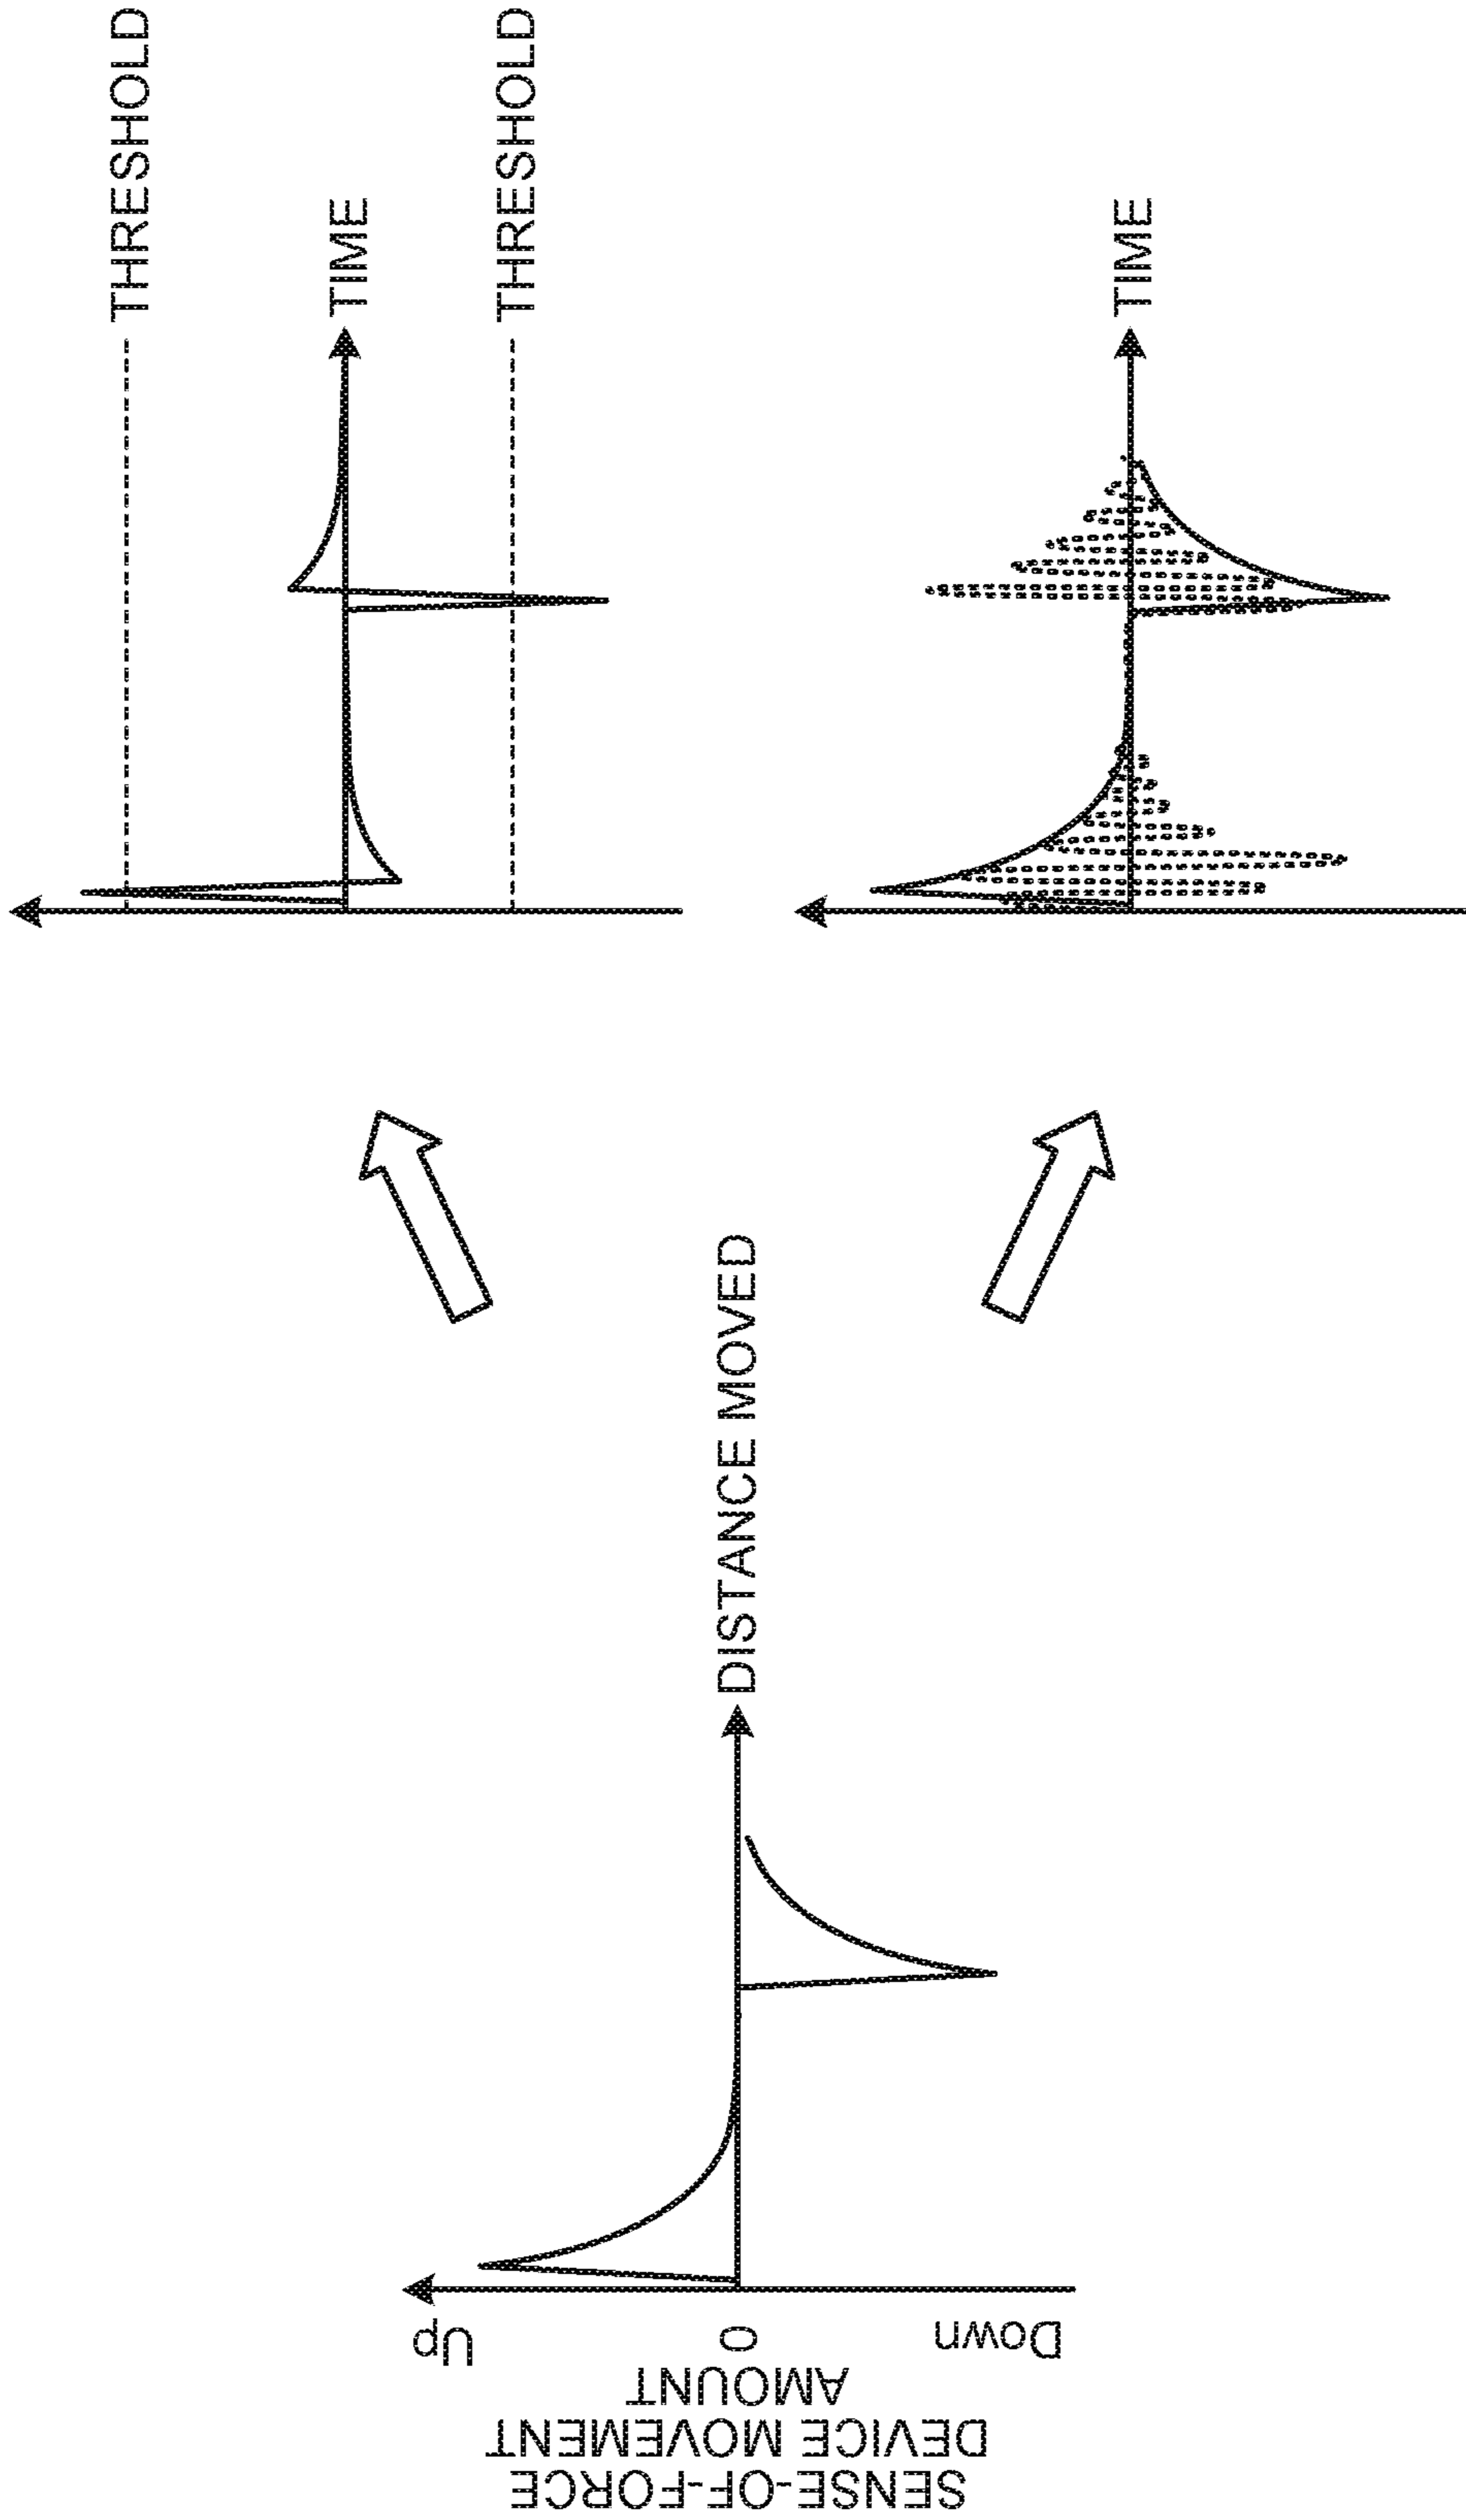 SENSE-OF-FORCE
DEVICE MOVEMENT
AMOUNT
Up
0
Down
DISTANCE MOVED
THRESHOLD
TIME
THRESHOLD
TIME